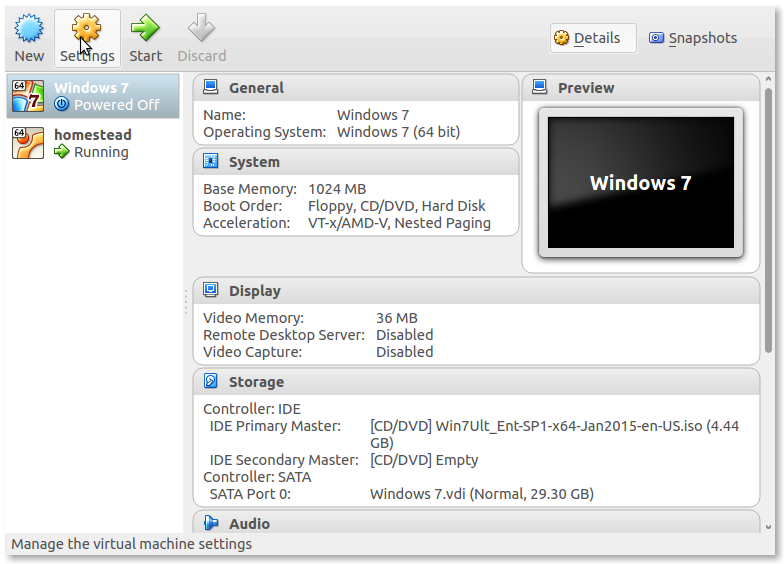 New Settings Start Discard Details Snapshots
64 7 Windows 7
Powered Off
64 homestead
Running
General
Name: Windows 7
Operating System: Windows 7 (64 bit)
System
Base Memory: 1024 MB
Boot Order: Floppy, CD/DVD, Hard Disk
Acceleration: VT-x/AMD-V, Nested Paging
Preview
Windows 7
Display
Video Memory: 36 MB
Remote Desktop Server: Disabled
Video Capture: Disabled
Storage
Controller: IDE
IDE Primary Master: [CD/DVD] Win7Ult_Ent-SP1-x64-Jan2015-en-US.iso (4.44
GB)
IDE Secondary Master: [CD/DVD] Empty
Controller: SATA
SATA Port 0: Windows 7.vdi (Normal, 29.30 GB)
Audio
Manage the virtual machine settings